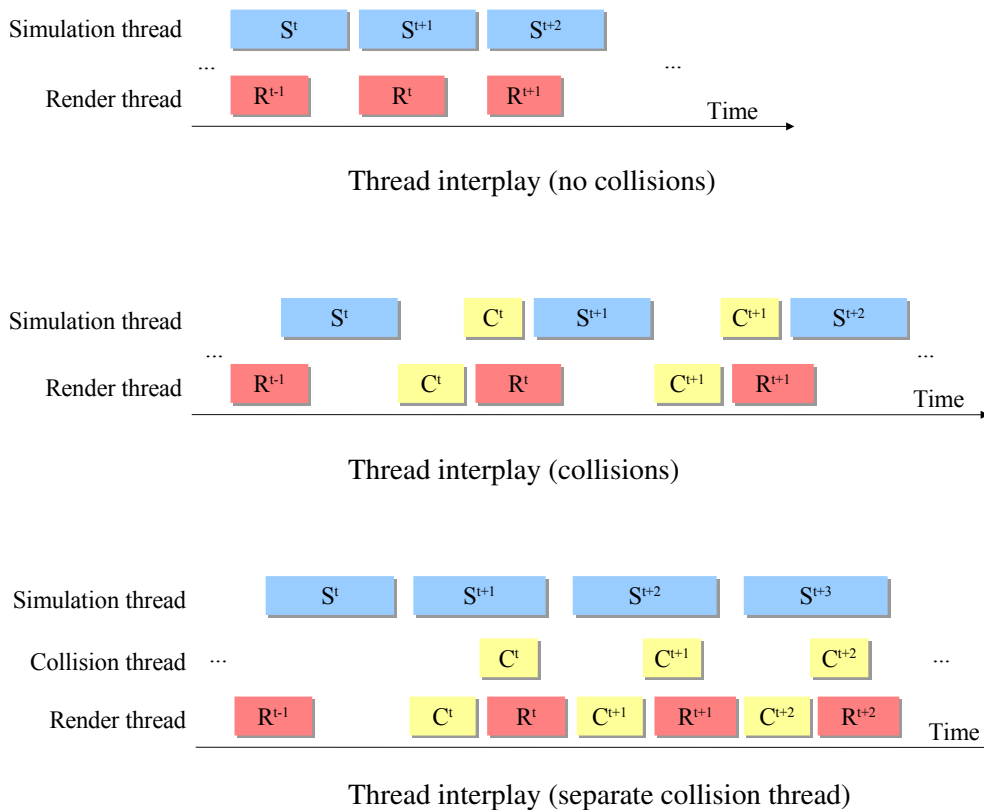 Simulation thread S^t S^t+1 S^t+2
... ...
Render thread R^t-1 R^t R^t+1
Time
Thread interplay (no collisions)
Simulation thread S^t C^t S^t+1 C^t+1 S^t+2
... ...
Render thread R^t-1 C^t R^t C^t+1 R^t+1
Time
Thread interplay (collisions)
Simulation thread S^t S^t+1 S^t+2 S^t+3
Collision thread ... C^t C^t+1 C^t+2 ...
Render thread R^t-1 C^t R^t C^t+1 R^t+1 C^t+2 R^t+2
Time
Thread interplay (separate collision thread)